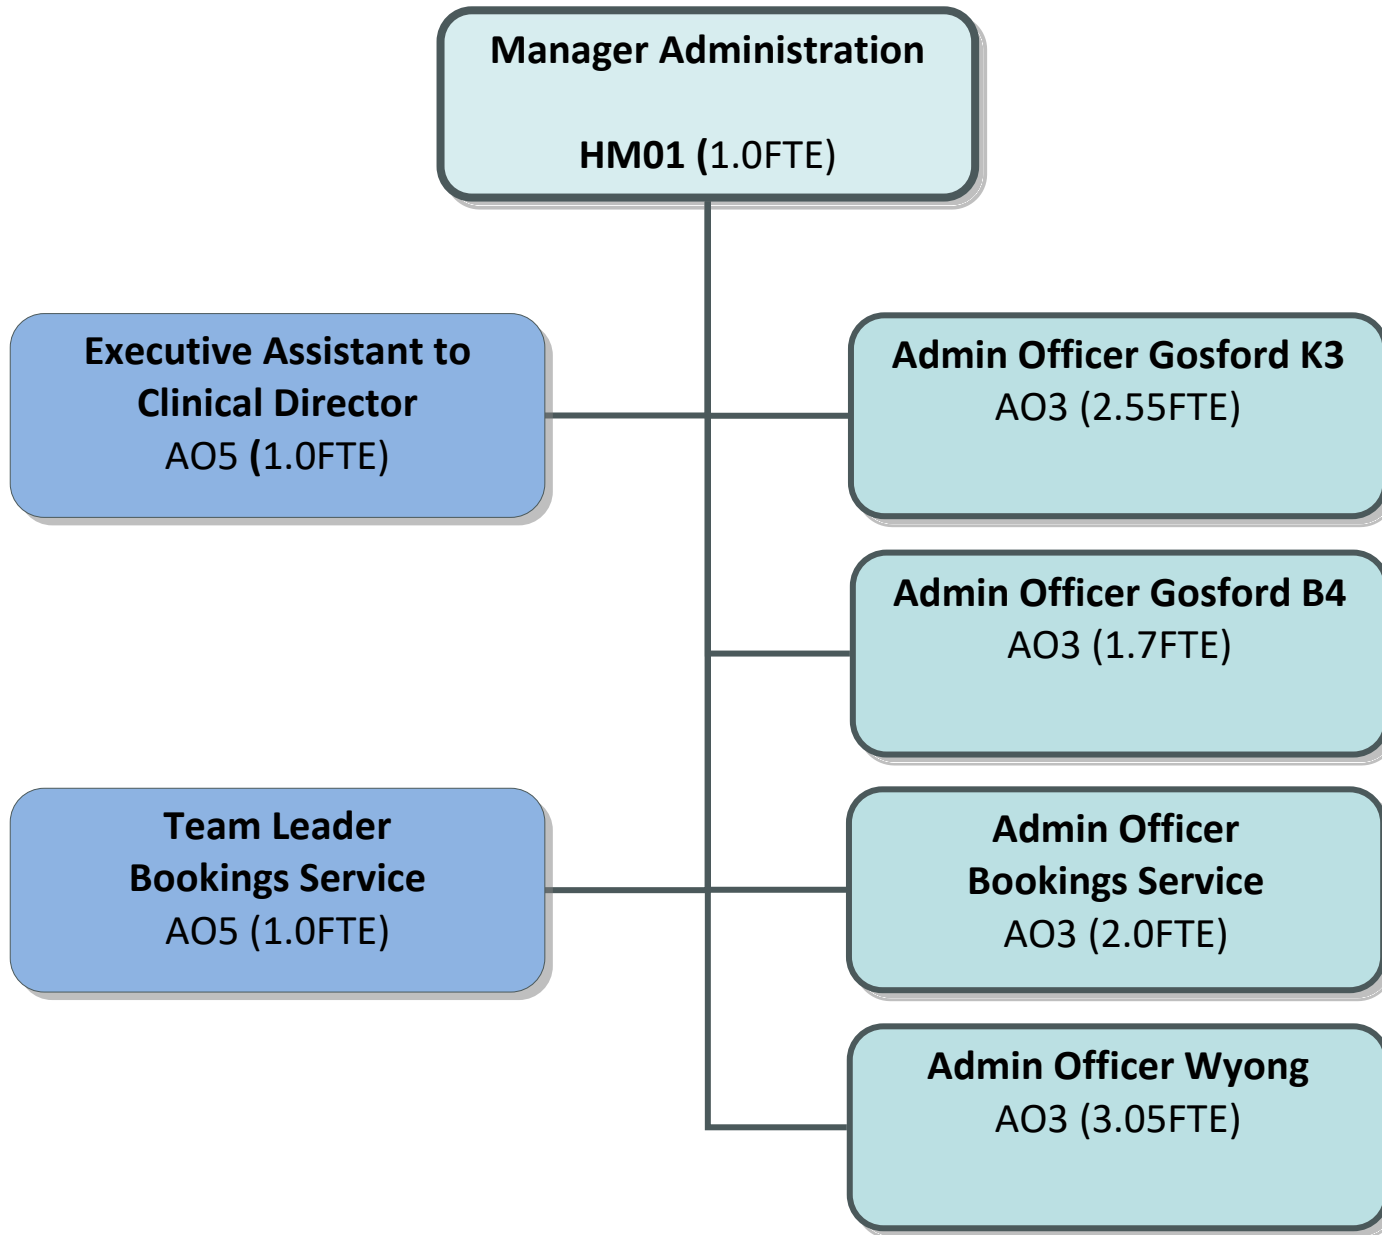 Manager Administration
HM01 (1.0FTE)
Executive Assistant to
Clinical Director
AO5 (1.0FTE)
Admin Officer Gosford K3
AO3 (2.55FTE)
Admin Officer Gosford B4
AO3 (1.7FTE)
Team Leader
Bookings Service
AO5 (1.0FTE)
Admin Officer
Bookings Service
AO3 (2.0FTE)
Admin Officer Wyong
AO3 (3.05FTE)